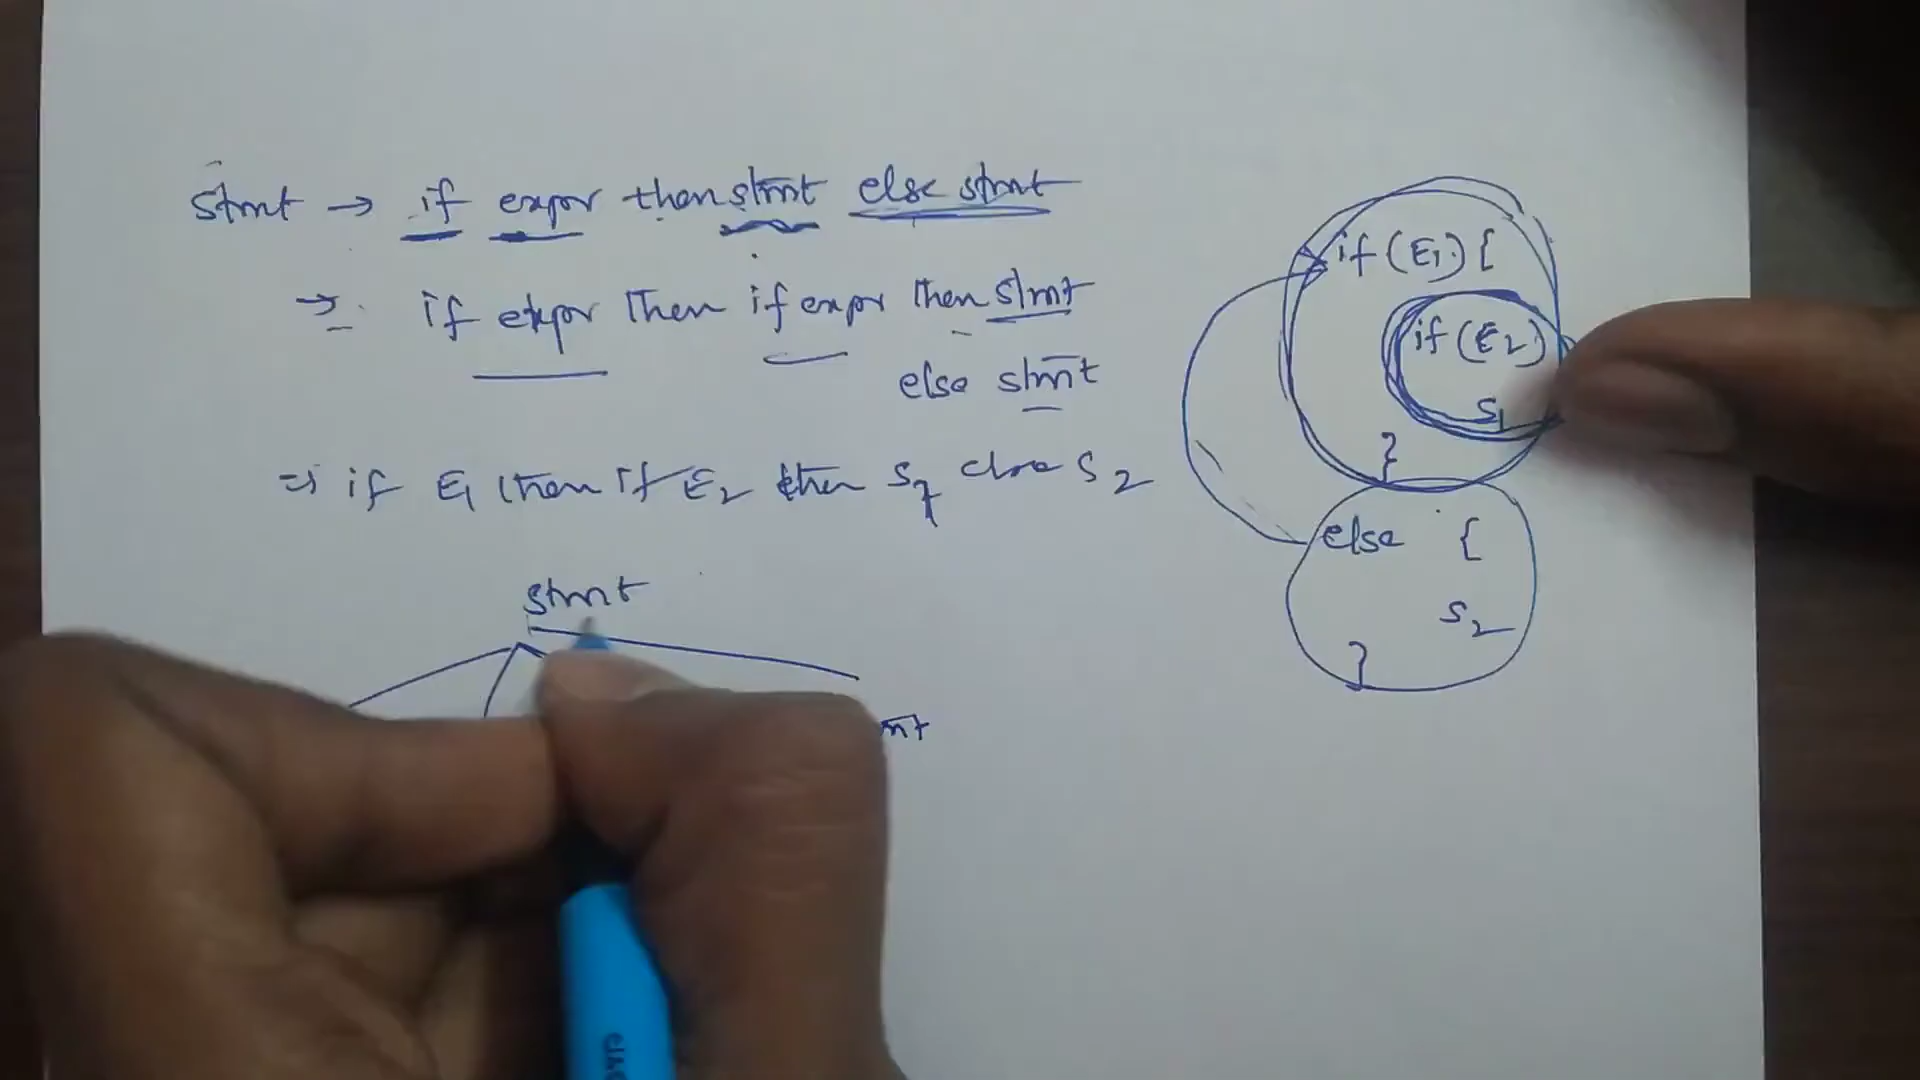 stmt → if expr then stmt else stmt
→ if expr then if expr then stmt
else stmt
⇒ if E1 then if E2 then S1 else S2
stmt
if (E1) {
if (E2)
S1
}
else {
S2
}